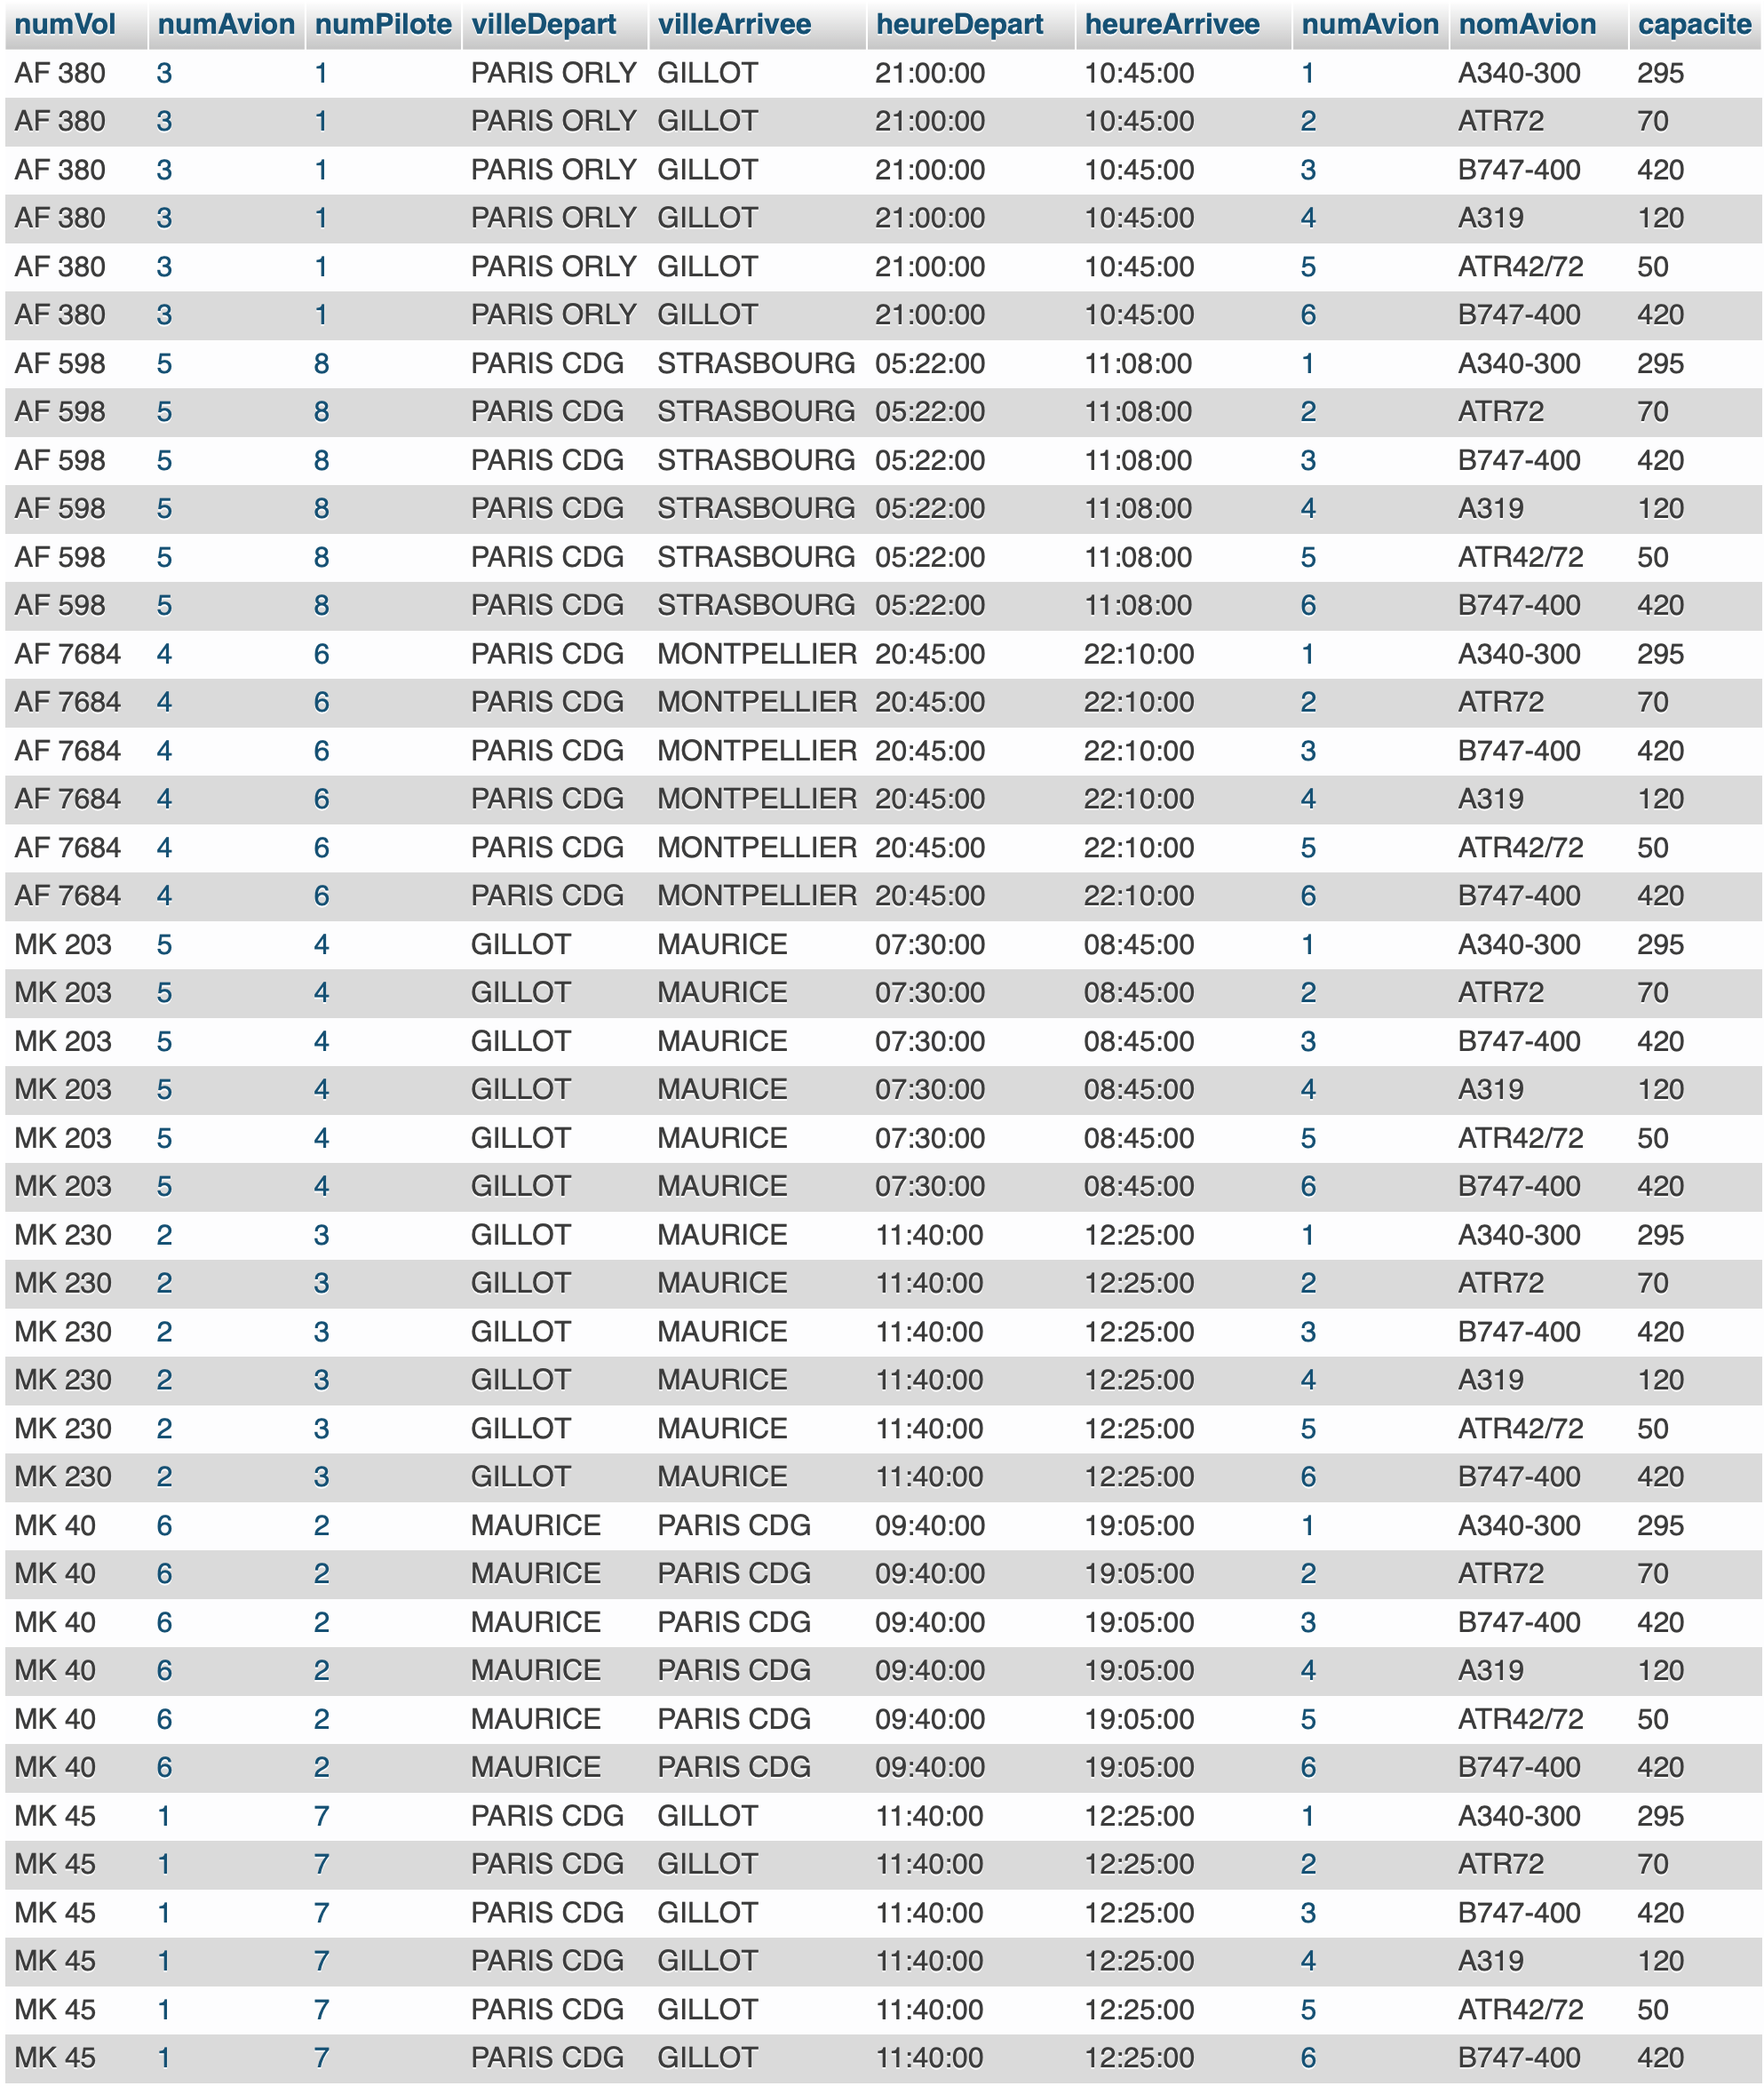 numVol numAvion numPilote villeDepart villeArrivee heureDepart heureArrivee numAvion nomAvion capacite
AF 380 3 1 PARIS ORLY GILLOT 21:00:00 10:45:00 1 A340-300 295
AF 380 3 1 PARIS ORLY GILLOT 21:00:00 10:45:00 2 ATR72 70
AF 380 3 1 PARIS ORLY GILLOT 21:00:00 10:45:00 3 B747-400 420
AF 380 3 1 PARIS ORLY GILLOT 21:00:00 10:45:00 4 A319 120
AF 380 3 1 PARIS ORLY GILLOT 21:00:00 10:45:00 5 ATR42/72 50
AF 380 3 1 PARIS ORLY GILLOT 21:00:00 10:45:00 6 B747-400 420
AF 598 5 8 PARIS CDG STRASBOURG 05:22:00 11:08:00 1 A340-300 295
AF 598 5 8 PARIS CDG STRASBOURG 05:22:00 11:08:00 2 ATR72 70
AF 598 5 8 PARIS CDG STRASBOURG 05:22:00 11:08:00 3 B747-400 420
AF 598 5 8 PARIS CDG STRASBOURG 05:22:00 11:08:00 4 A319 120
AF 598 5 8 PARIS CDG STRASBOURG 05:22:00 11:08:00 5 ATR42/72 50
AF 598 5 8 PARIS CDG STRASBOURG 05:22:00 11:08:00 6 B747-400 420
AF 7684 4 6 PARIS CDG MONTPELLIER 20:45:00 22:10:00 1 A340-300 295
AF 7684 4 6 PARIS CDG MONTPELLIER 20:45:00 22:10:00 2 ATR72 70
AF 7684 4 6 PARIS CDG MONTPELLIER 20:45:00 22:10:00 3 B747-400 420
AF 7684 4 6 PARIS CDG MONTPELLIER 20:45:00 22:10:00 4 A319 120
AF 7684 4 6 PARIS CDG MONTPELLIER 20:45:00 22:10:00 5 ATR42/72 50
AF 7684 4 6 PARIS CDG MONTPELLIER 20:45:00 22:10:00 6 B747-400 420
MK 203 5 4 GILLOT MAURICE 07:30:00 08:45:00 1 A340-300 295
MK 203 5 4 GILLOT MAURICE 07:30:00 08:45:00 2 ATR72 70
MK 203 5 4 GILLOT MAURICE 07:30:00 08:45:00 3 B747-400 420
MK 203 5 4 GILLOT MAURICE 07:30:00 08:45:00 4 A319 120
MK 203 5 4 GILLOT MAURICE 07:30:00 08:45:00 5 ATR42/72 50
MK 203 5 4 GILLOT MAURICE 07:30:00 08:45:00 6 B747-400 420
MK 230 2 3 GILLOT MAURICE 11:40:00 12:25:00 1 A340-300 295
MK 230 2 3 GILLOT MAURICE 11:40:00 12:25:00 2 ATR72 70
MK 230 2 3 GILLOT MAURICE 11:40:00 12:25:00 3 B747-400 420
MK 230 2 3 GILLOT MAURICE 11:40:00 12:25:00 4 A319 120
MK 230 2 3 GILLOT MAURICE 11:40:00 12:25:00 5 ATR42/72 50
MK 230 2 3 GILLOT MAURICE 11:40:00 12:25:00 6 B747-400 420
MK 40 6 2 MAURICE PARIS CDG 09:40:00 19:05:00 1 A340-300 295
MK 40 6 2 MAURICE PARIS CDG 09:40:00 19:05:00 2 ATR72 70
MK 40 6 2 MAURICE PARIS CDG 09:40:00 19:05:00 3 B747-400 420
MK 40 6 2 MAURICE PARIS CDG 09:40:00 19:05:00 4 A319 120
MK 40 6 2 MAURICE PARIS CDG 09:40:00 19:05:00 5 ATR42/72 50
MK 40 6 2 MAURICE PARIS CDG 09:40:00 19:05:00 6 B747-400 420
MK 45 1 7 PARIS CDG GILLOT 11:40:00 12:25:00 1 A340-300 295
MK 45 1 7 PARIS CDG GILLOT 11:40:00 12:25:00 2 ATR72 70
MK 45 1 7 PARIS CDG GILLOT 11:40:00 12:25:00 3 B747-400 420
MK 45 1 7 PARIS CDG GILLOT 11:40:00 12:25:00 4 A319 120
MK 45 1 7 PARIS CDG GILLOT 11:40:00 12:25:00 5 ATR42/72 50
MK 45 1 7 PARIS CDG GILLOT 11:40:00 12:25:00 6 B747-400 420